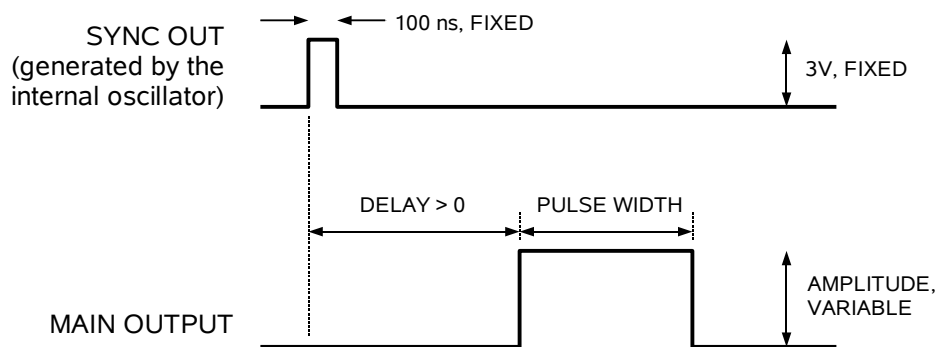 100 ns, FIXED
SYNC OUT
(generated by the
internal oscillator)
3V, FIXED
DELAY > 0
PULSE WIDTH
AMPLITUDE,
VARIABLE
MAIN OUTPUT